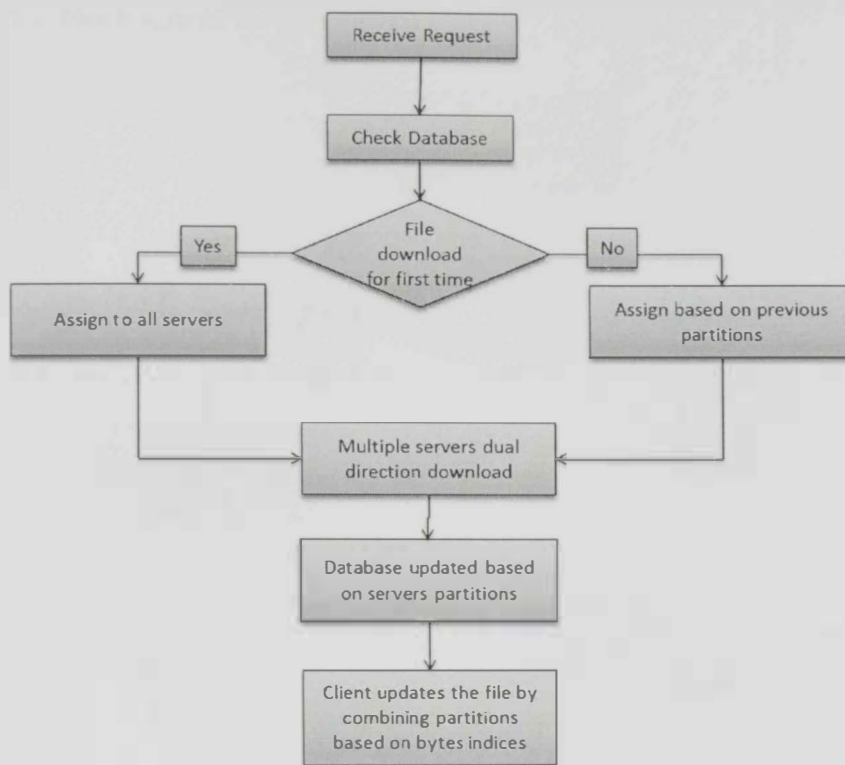 Receive Request
Check Database
File
download
for first time
Yes
No
Assign to all servers
Assign based on previous
partitions
Multiple servers dual
direction download
Database updated based
on servers partitions
Client updates the file by
combining partitions
based on bytes indices